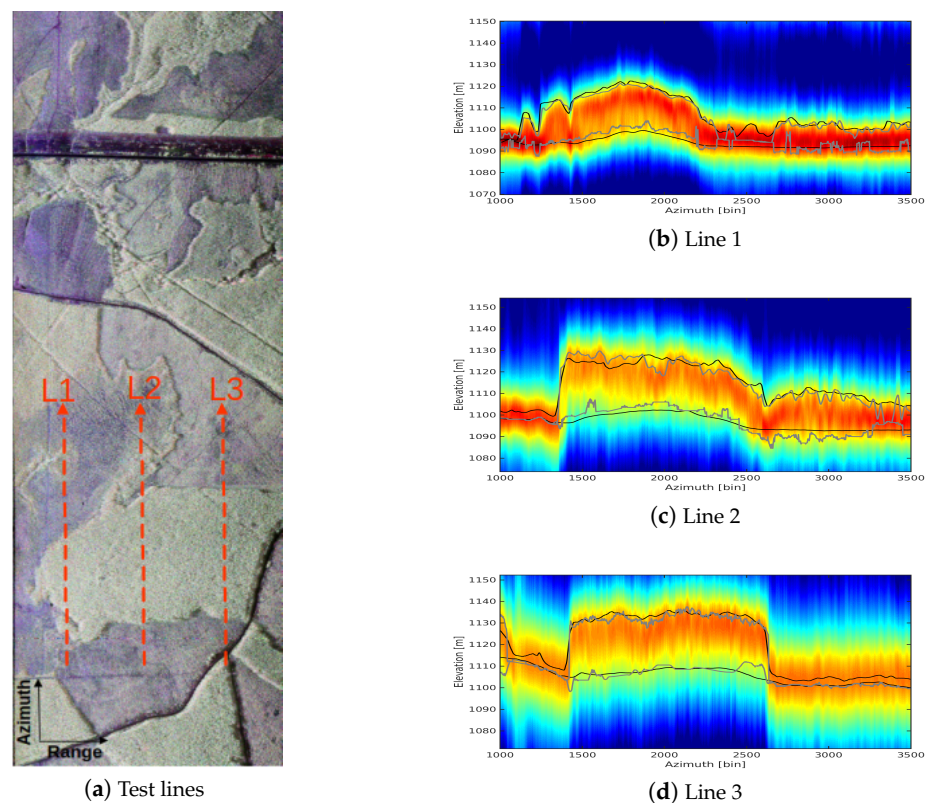 L1 L2 L3
Azimuth
Range
(a) Test lines
1150
1140
1130
1120
1110
1100
1090
1080
1070
Elevation [m]
1000 1500 2000 2500 3000 3500
Azimuth [bin]
(b) Line 1
1150
1140
1130
1120
1110
1100
1090
1080
Elevation [m]
1000 1500 2000 2500 3000 3500
Azimuth [bin]
(c) Line 2
1150
1140
1130
1120
1110
1100
1090
1080
Elevation [m]
1000 1500 2000 2500 3000 3500
Azimuth [bin]
(d) Line 3